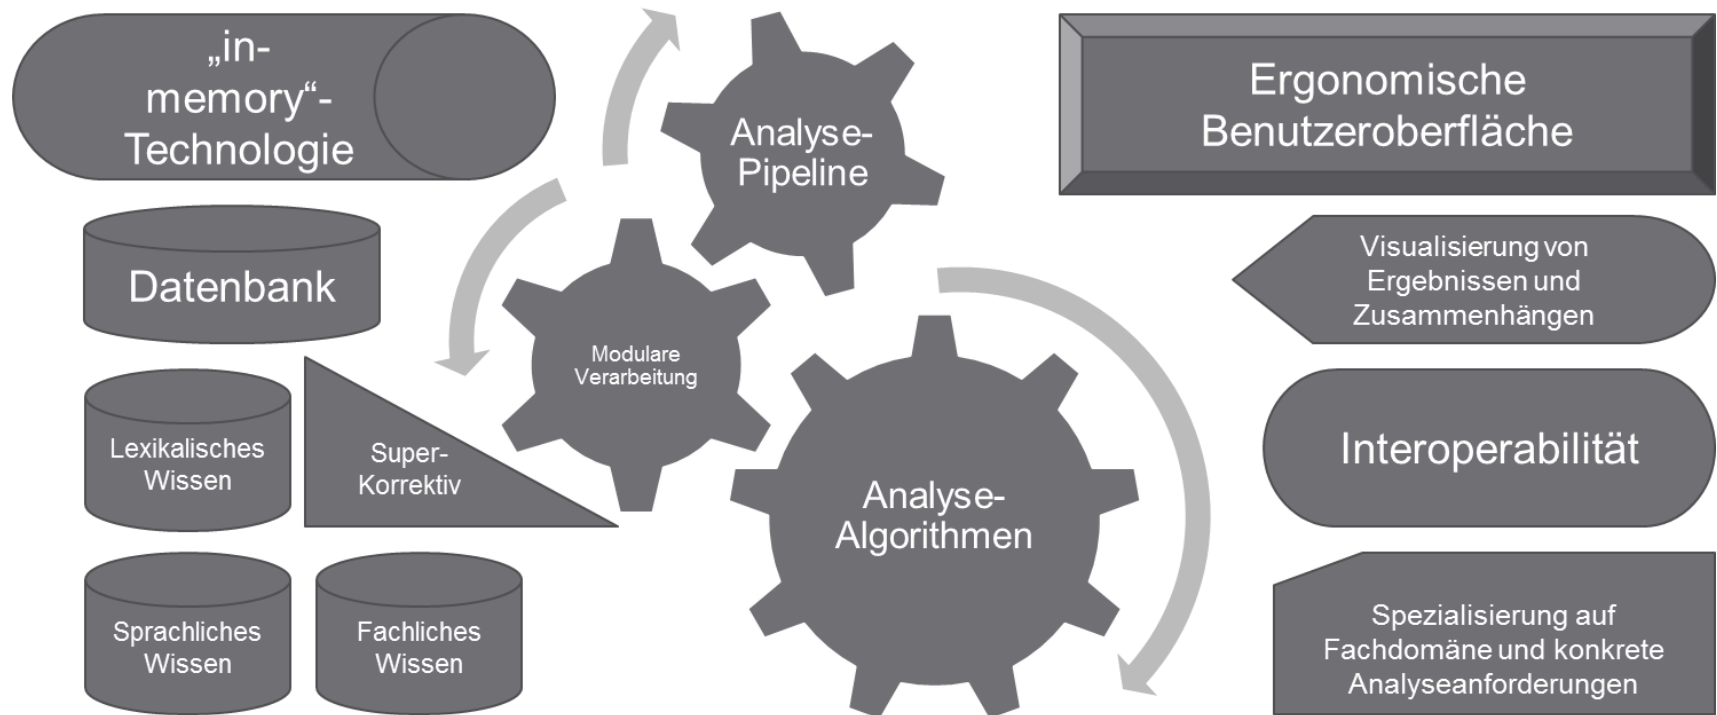 „in-
memory“-
Technologie
Datenbank
Lexikalisches
Wissen
Super-
Korrektiv
Sprachliches
Wissen
Fachliches
Wissen
Analyse-
Pipeline
Modulare
Verarbeitung
Analyse-
Algorithmen
Ergonomische
Benutzeroberfläche
Visualisierung von
Ergebnissen und
Zusammenhängen
Interoperabilität
Spezialisierung auf
Fachdomäne und konkrete
Analyseanforderungen